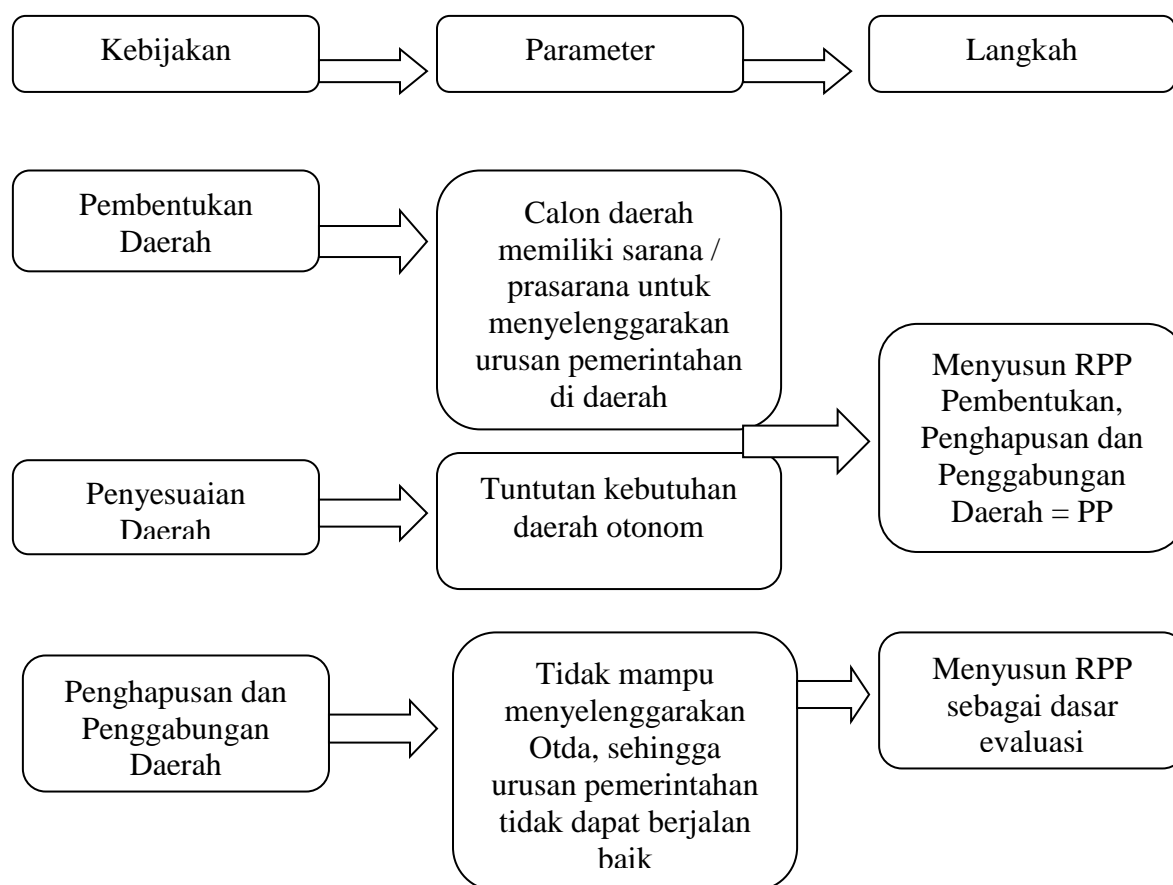 Kebijakan
Parameter
Langkah
Pembentukan
Daerah
Calon daerah
memiliki sarana /
prasarana untuk
menyelenggarakan
urusan pemerintahan
di daerah
Penyesuaian
Daerah
Tuntutan kebutuhan
daerah otonom
Menyusun RPP
Pembentukan,
Penghapusan dan
Penggabungan
Daerah = PP
Penghapusan dan
Penggabungan
Daerah
Tidak mampu
menyelenggarakan
Otda, sehingga
urusan pemerintahan
tidak dapat berjalan
baik
Menyusun RPP
sebagai dasar
evaluasi